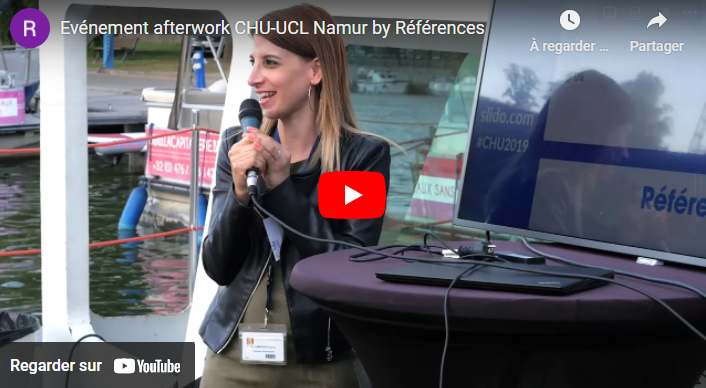 R
Evénement afterwork CHU-UCL Namur by Références
À regarder ...
Partager
slido.com
#CHU2019
Référe
Regarder sur YouTube